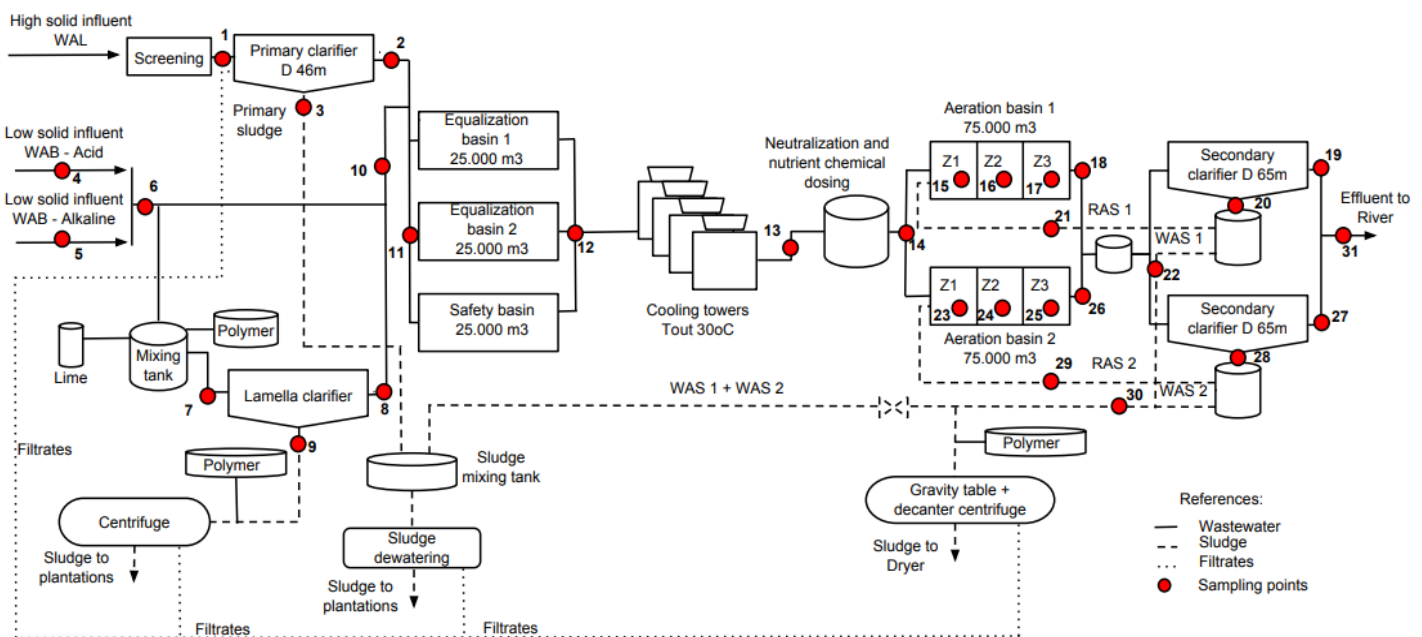 High solid influent
WAL
Screening
1
Primary clarifier
D 46m
2
3
Primary
sludge
Low solid influent
WAB - Acid
4
Low solid influent
WAB - Alkaline
5
6
10
11
Equalization
basin 1
25.000 m3
Equalization
basin 2
25.000 m3
Safety basin
25.000 m3
12
Cooling towers
Tout 30oC
13
Neutralization and
nutrient chemical
dosing
14
Aeration basin 1
75.000 m3
Z1
Z2
Z3
15
16
17
18
21
RAS 1
Z1
Z2
Z3
23
24
25
26
Aeration basin 2
75.000 m3
29
RAS 2
Secondary
clarifier D 65m
19
20
WAS 1
22
Effluent to
River
31
Secondary
clarifier D 65m
27
28
WAS 2
30
Lime
Mixing
tank
Polymer
7
Lamella clarifier
8
9
Filtrates
Polymer
Centrifuge
Sludge to
plantations
WAS 1 + WAS 2
Sludge
mixing tank
Sludge
dewatering
Sludge to
plantations
Polymer
Gravity table +
decanter centrifuge
Sludge to
Dryer
Filtrates
Filtrates
References:
Wastewater
Sludge
Filtrates
Sampling points